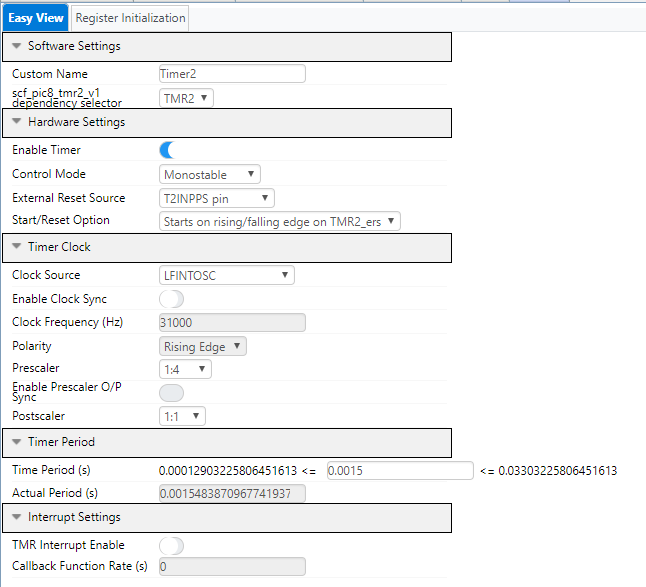 Easy View Register Initialization
Software Settings
Custom Name Timer2
scf_pic8_tmr2_v1
dependency selector TMR2
Hardware Settings
Enable Timer
Control Mode Monostable
External Reset Source T2INPPS pin
Start/Reset Option Starts on rising/falling edge on TMR2_ers
Timer Clock
Clock Source LFINTOSC
Enable Clock Sync
Clock Frequency (Hz) 31000
Polarity Rising Edge
Prescaler 1:4
Enable Prescaler O/P
Sync
Postscaler 1:1
Timer Period
Time Period (s) 0.00012903225806451613 <= 0.0015 <= 0.03303225806451613
Actual Period (s) 0.0015483870967741937
Interrupt Settings
TMR Interrupt Enable
Callback Function Rate (s) 0